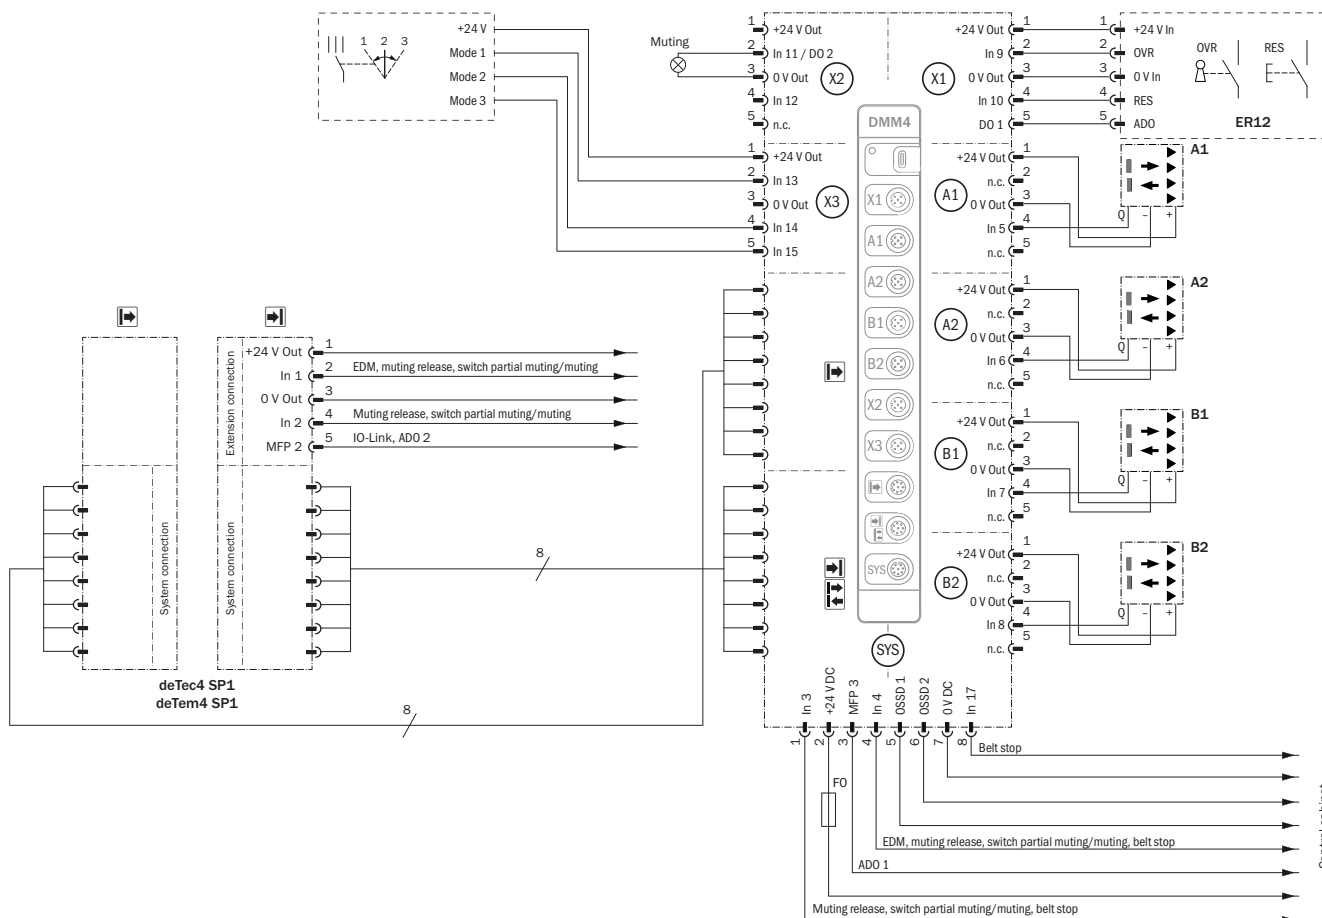 1 2 3
+24 V
Mode 1
Mode 2
Mode 3
Muting
1 +24 V Out
2 In 11 / DO 2
3 0 V Out
4 In 12
5 n.c.
X2
X1
+24 V Out 1
In 9 2
0 V Out 3
In 10 4
DO 1 5
1 +24 V In
2 OVR
3 0 V In
4 RES
5 ADO
OVR
RES
ER12
DMM4
X1
A1
A2
B1
B2
X2
X3
SYS
1 +24 V Out
2 In 13
3 0 V Out
4 In 14
5 In 15
X3
A1
+24 V Out 1
n.c. 2
0 V Out 3
In 5 4
n.c. 5
A1
Q – +
A2
+24 V Out 1
n.c. 2
0 V Out 3
In 6 4
n.c. 5
A2
Q – +
B1
+24 V Out 1
n.c. 2
0 V Out 3
In 7 4
n.c. 5
B1
Q – +
B2
+24 V Out 1
n.c. 2
0 V Out 3
In 8 4
n.c. 5
B2
Q – +
Extension connection
+24 V Out 1
In 1 2 EDM, muting release, switch partial muting/muting
0 V Out 3
In 2 4 Muting release, switch partial muting/muting
MFP 2 5 IO-Link, ADO 2
System connection
System connection
8
8
deTec4 SP1
deTem4 SP1
SYS
In 3
+24 V DC
MFP 3
In 4
OSSD 1
OSSD 2
0 V DC
In 17
1 2 3 4 5 6 7 8
Belt stop
F0
EDM, muting release, switch partial muting/muting, belt stop
ADO 1
Muting release, switch partial muting/muting, belt stop